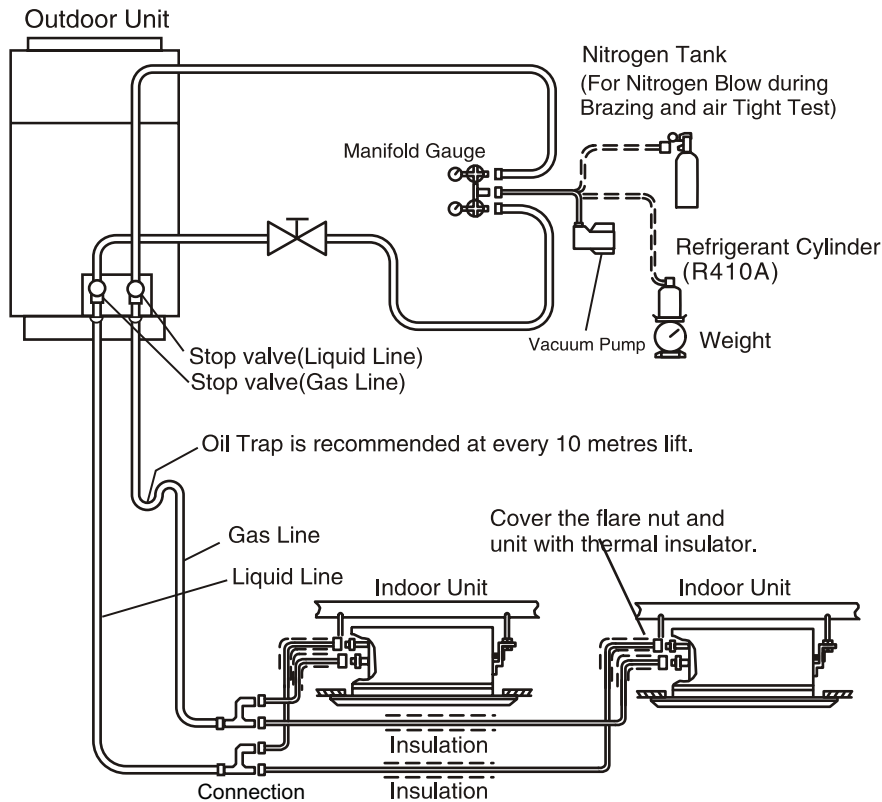 Outdoor Unit
Nitrogen Tank
(For Nitrogen Blow during
Brazing and air Tight Test)
Manifold Gauge
Refrigerant Cylinder
(R410A)
Vacuum Pump
Weight
Stop valve(Liquid Line)
Stop valve(Gas Line)
Oil Trap is recommended at every 10 metres lift.
Gas Line
Liquid Line
Cover the flare nut and
unit with thermal insulator.
Indoor Unit
Indoor Unit
Insulation
Connection
Insulation